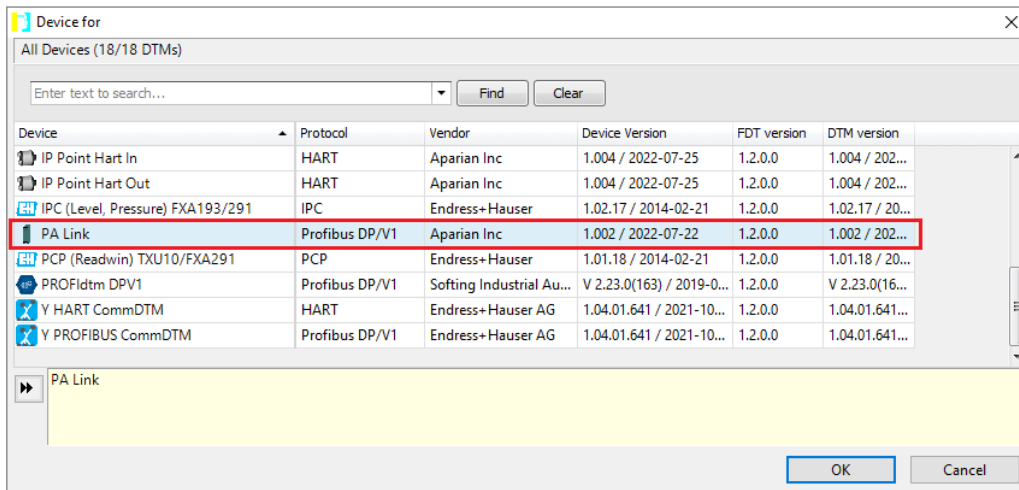 Device for
All Devices (18/18 DTMs)
Enter text to search... Find Clear
Device Protocol Vendor Device Version FDT version DTM version
IP Point Hart In HART Aparian Inc 1.004 / 2022-07-25 1.2.0.0 1.004 / 202...
IP Point Hart Out HART Aparian Inc 1.004 / 2022-07-25 1.2.0.0 1.004 / 202...
IPC (Level, Pressure) FXA193/291 IPC Endress+Hauser 1.02.17 / 2014-02-21 1.2.0.0 1.02.17 / 20...
PA Link Profibus DP/V1 Aparian Inc 1.002 / 2022-07-22 1.2.0.0 1.002 / 202...
PCP (Readwin) TXU10/FXA291 PCP Endress+Hauser 1.01.18 / 2014-02-21 1.2.0.0 1.01.18 / 20...
PROFIdtm DPV1 Profibus DP/V1 Softing Industrial Au... V 2.23.0(163) / 2019-0... 1.2.0.0 V 2.23.0(16...
Y HART CommDTM HART Endress+Hauser AG 1.04.01.641 / 2021-10... 1.2.0.0 1.04.01.641...
Y PROFIBUS CommDTM Profibus DP/V1 Endress+Hauser AG 1.04.01.641 / 2021-10... 1.2.0.0 1.04.01.641...
PA Link
OK Cancel